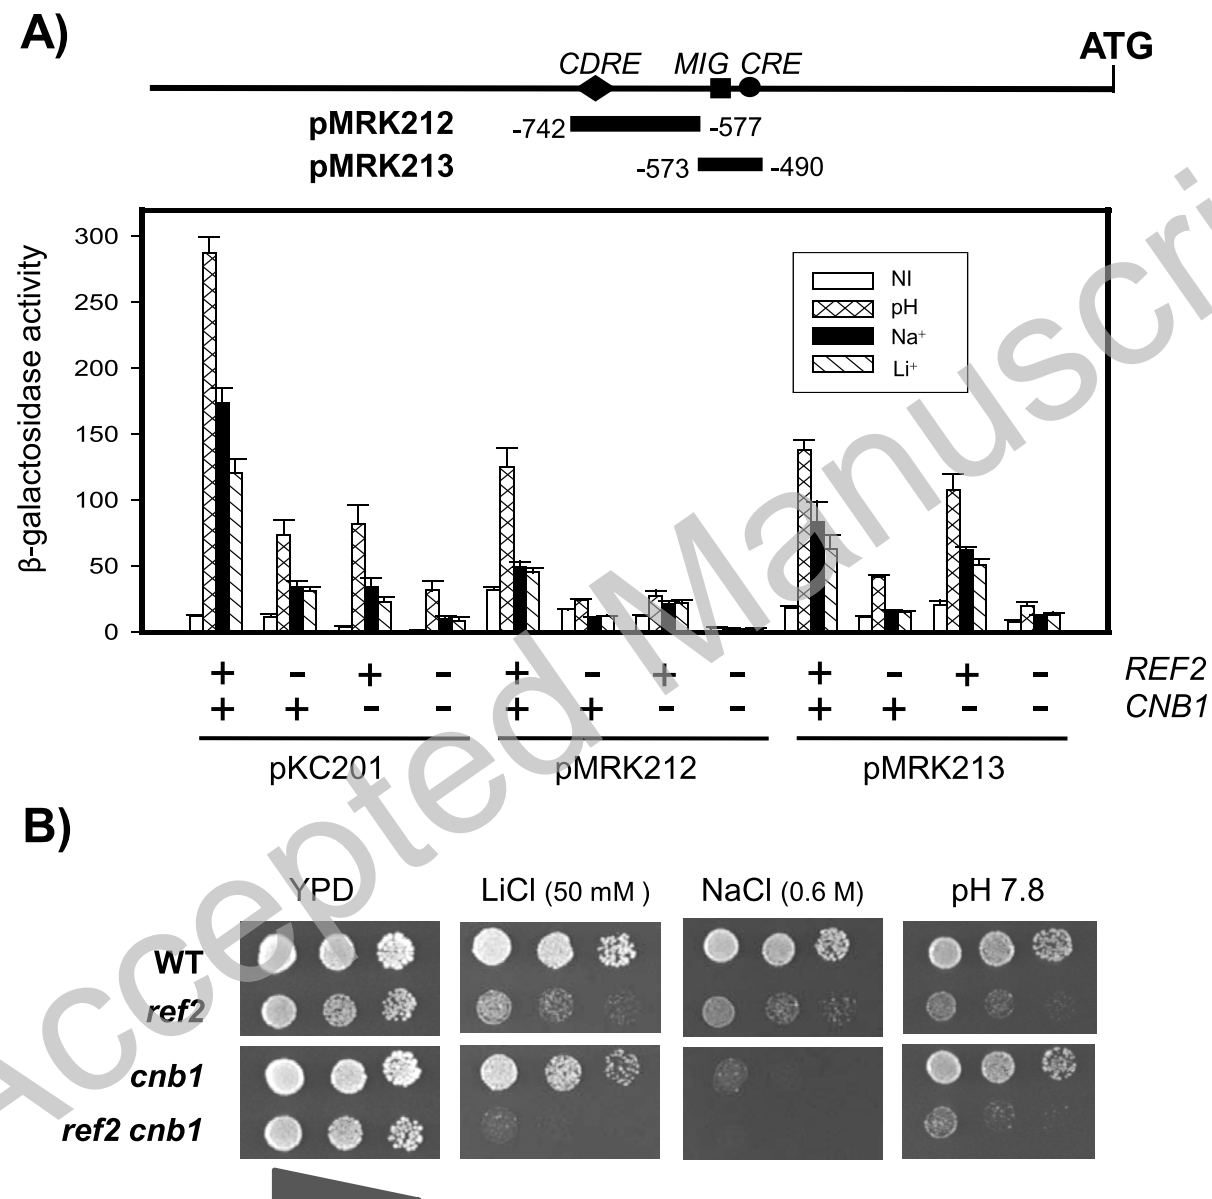 A)
ATG
CDRE MIG CRE
pMRK212 -742 -577
pMRK213 -573 -490
β-galactosidase activity
300
250
200
150
100
50
0
NI
pH
Na+
Li+
+ - + - + - + - + - + - REF2
+ + - - + + - - + + - - CNB1
pKC201 pMRK212 pMRK213
B)
YPD LiCl (50 mM ) NaCl (0.6 M) pH 7.8
WT
ref2
cnb1
ref2 cnb1
Accepted Manuscri